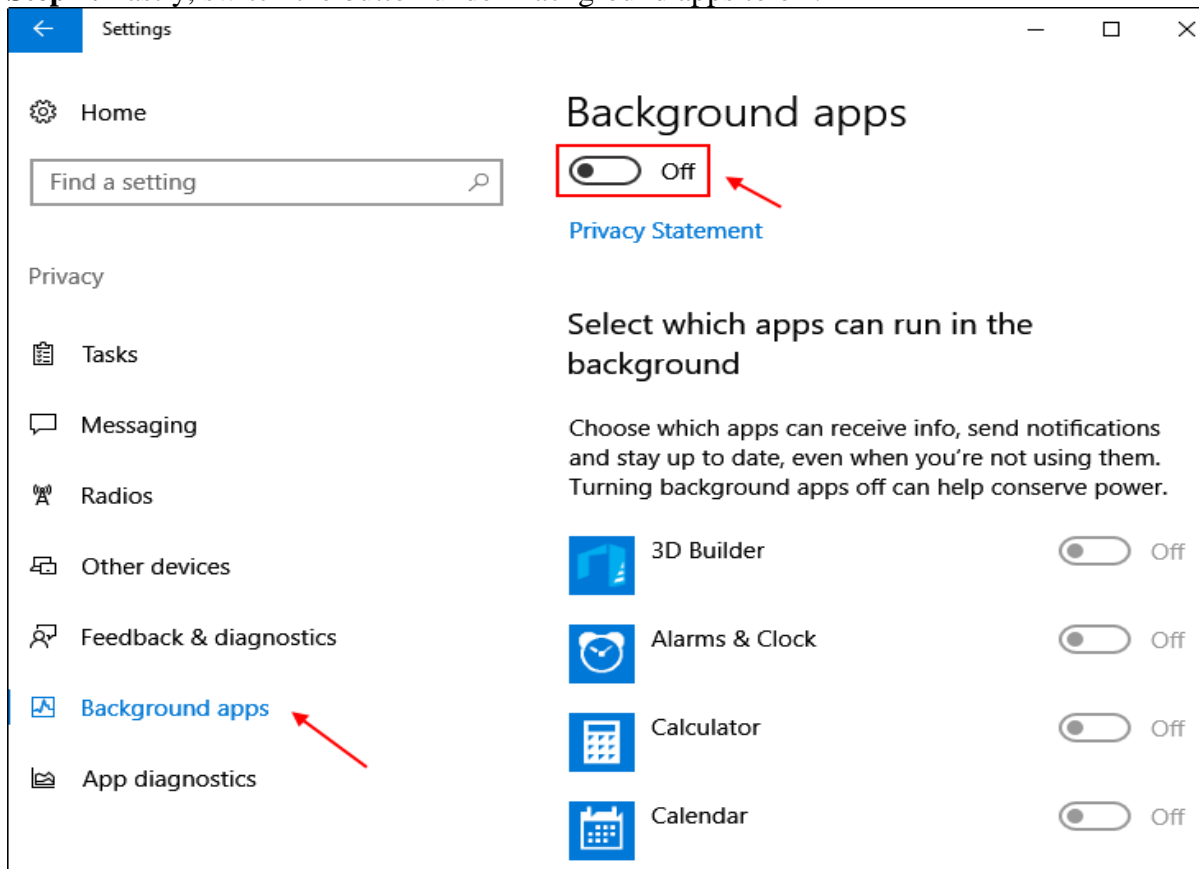 Settings
Home
Find a setting
Privacy
Tasks
Messaging
Radios
Other devices
Feedback & diagnostics
Background apps
App diagnostics
Background apps
Off
Privacy Statement
Select which apps can run in the
background
Choose which apps can receive info, send notifications
and stay up to date, even when you're not using them.
Turning background apps off can help conserve power.
3D Builder Off
Alarms & Clock Off
Calculator Off
Calendar Off